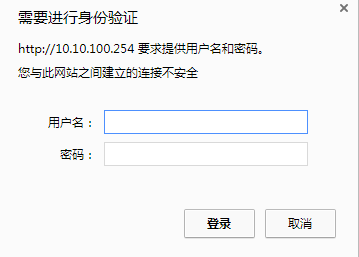 需要进行身份验证
http://10.10.100.254 要求提供用户名和密码。
您与此网站之间建立的连接不安全
用户名：
密码：
登录 取消